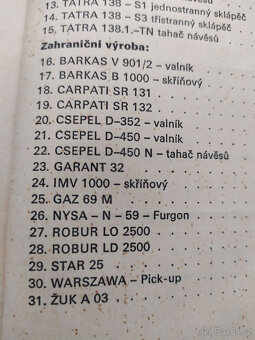 13. TATRA 138 – S1 jednostranný sklápěč
14. TATRA 138 – S3 třístranný sklápěč
15. TATRA 138.1.–TN tahač návěsů
Zahraniční výroba:
16. BARKAS V 901/2 – valník
17. BARKAS B 1000 – skříňový
18. CARPATI SR 131
19. CARPATI SR 132
20. CSEPEL D–352 – valník
21. CSEPEL D–450 – valník
22. CSEPEL D–450 N – tahač návěsů
23. GARANT 32
24. IMV 1000 – skříňový
25. GAZ 69 M
26. NYSA – N – 59 – Furgon
27. ROBUR LO 2500
28. ROBUR LD 2500
29. STAR 25
30. WARSZAWA – Pick-up
31. ŽUK A 03